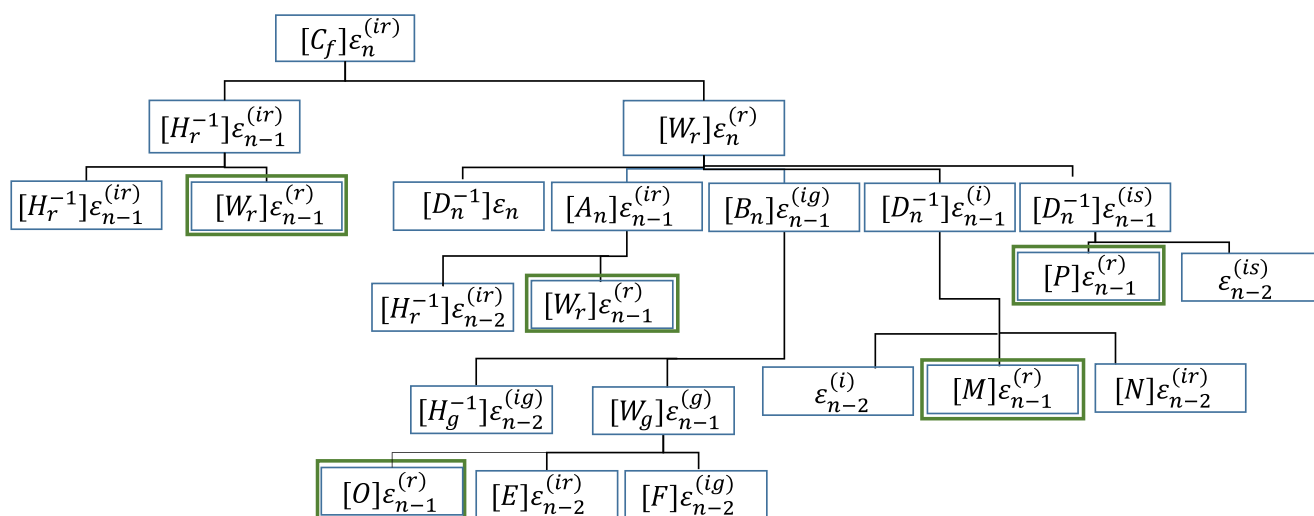 [C_f]ε_n^{(ir)}
[H_r^{-1}]ε_{n-1}^{(ir)} [W_r]ε_n^{(r)}
[H_r^{-1}]ε_{n-1}^{(ir)} [W_r]ε_{n-1}^{(r)} [D_n^{-1}]ε_n [A_n]ε_{n-1}^{(ir)} [B_n]ε_{n-1}^{(ig)} [D_n^{-1}]ε_{n-1}^{(i)} [D_n^{-1}]ε_{n-1}^{(is)}
[H_r^{-1}]ε_{n-2}^{(ir)} [W_r]ε_{n-1}^{(r)} [P]ε_{n-1}^{(r)} ε_{n-2}^{(is)}
[H_g^{-1}]ε_{n-2}^{(ig)} [W_g]ε_{n-1}^{(g)} ε_{n-2}^{(i)} [M]ε_{n-1}^{(r)} [N]ε_{n-2}^{(ir)}
[O]ε_{n-1}^{(r)} [E]ε_{n-2}^{(ir)} [F]ε_{n-2}^{(ig)}